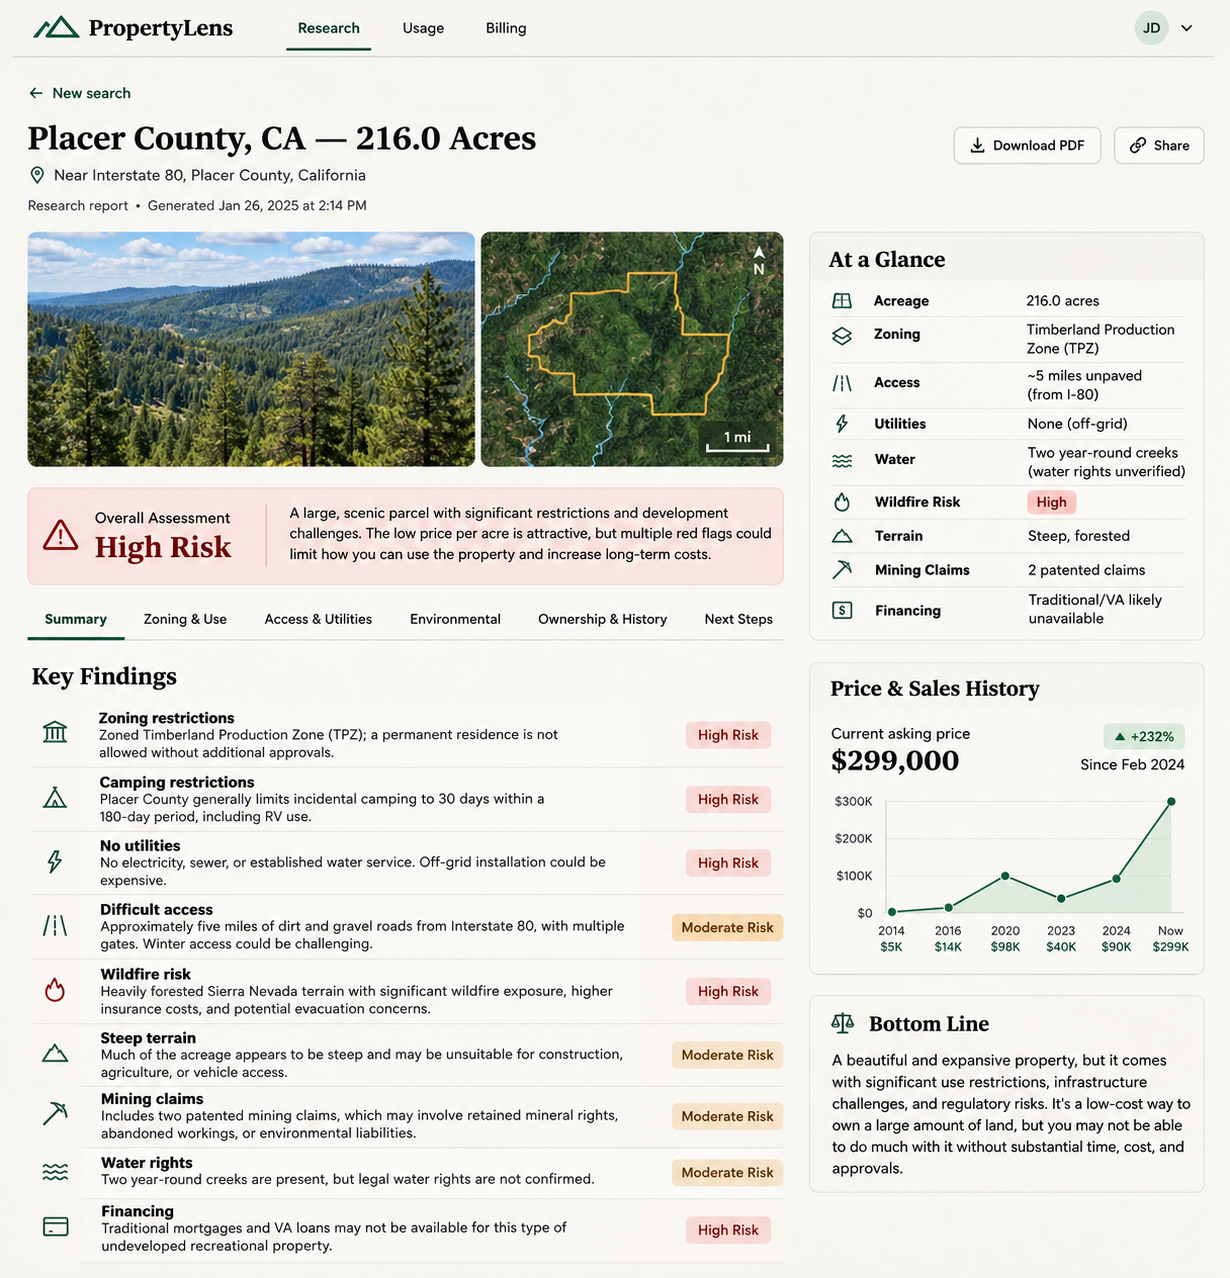 PropertyLens
Research
Usage
Billing
JD
New search
Placer County, CA — 216.0 Acres
Download PDF
Share
Near Interstate 80, Placer County, California
Research report • Generated Jan 26, 2025 at 2:14 PM
N
1 mi
Overall Assessment
High Risk
A large, scenic parcel with significant restrictions and development
challenges. The low price per acre is attractive, but multiple red flags could
limit how you can use the property and increase long-term costs.
Summary
Zoning & Use
Access & Utilities
Environmental
Ownership & History
Next Steps
Key Findings
Zoning restrictions
Zoned Timberland Production Zone (TPZ); a permanent residence is not
allowed without additional approvals.
High Risk
Camping restrictions
Placer County generally limits incidental camping to 30 days within a
180-day period, including RV use.
High Risk
No utilities
No electricity, sewer, or established water service. Off-grid installation could be
expensive.
High Risk
Difficult access
Approximately five miles of dirt and gravel roads from Interstate 80, with multiple
gates. Winter access could be challenging.
Moderate Risk
Wildfire risk
Heavily forested Sierra Nevada terrain with significant wildfire exposure, higher
insurance costs, and potential evacuation concerns.
High Risk
Steep terrain
Much of the acreage appears to be steep and may be unsuitable for construction,
agriculture, or vehicle access.
Moderate Risk
Mining claims
Includes two patented mining claims, which may involve retained mineral rights,
abandoned workings, or environmental liabilities.
Moderate Risk
Water rights
Two year-round creeks are present, but legal water rights are not confirmed.
Moderate Risk
Financing
Traditional mortgages and VA loans may not be available for this type of
undeveloped recreational property.
High Risk
At a Glance
Acreage
216.0 acres
Zoning
Timberland Production
Zone (TPZ)
Access
~5 miles unpaved
(from I-80)
Utilities
None (off-grid)
Water
Two year-round creeks
(water rights unverified)
Wildfire Risk
High
Terrain
Steep, forested
Mining Claims
2 patented claims
$
Financing
Traditional/VA likely
unavailable
Price & Sales History
Current asking price
$299,000
▲ +232%
Since Feb 2024
$300K
$200K
$100K
$0
2014
2016
2020
2023
2024
Now
$5K
$14K
$98K
$40K
$90K
$299K
Bottom Line
A beautiful and expansive property, but it comes
with significant use restrictions, infrastructure
challenges, and regulatory risks. It's a low-cost way to
own a large amount of land, but you may not be able
to do much with it without substantial time, cost, and
approvals.